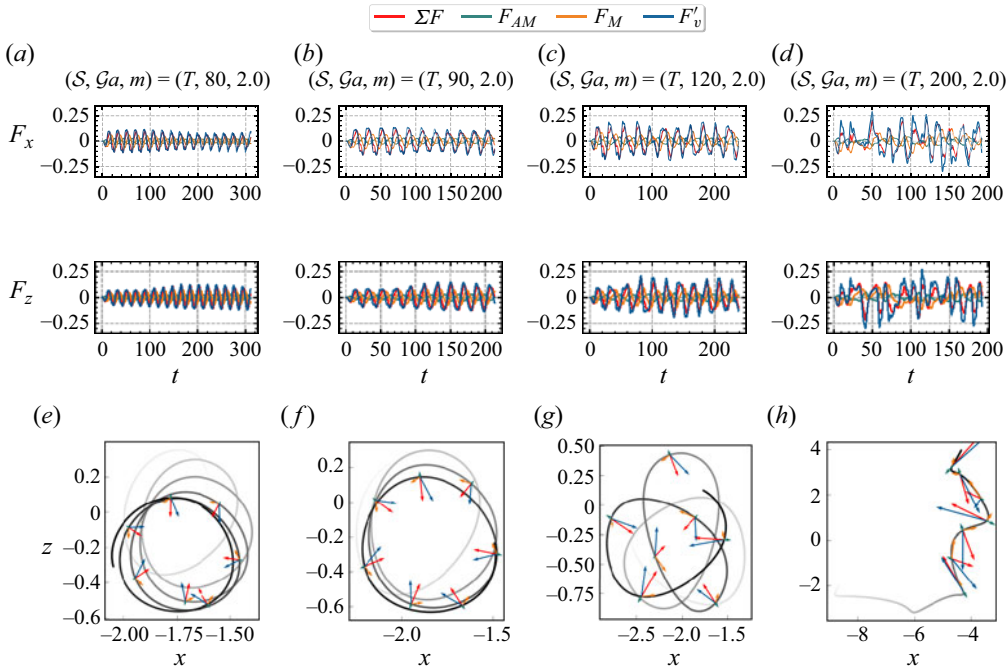 ΣF F_AM F_M F′_v
(a) (b) (c) (d)
(S, Ga, m) = (T, 80, 2.0) (S, Ga, m) = (T, 90, 2.0) (S, Ga, m) = (T, 120, 2.0) (S, Ga, m) = (T, 200, 2.0)
0.25 0.25 0.25 0.25
F_x 0 0 0 0
−0.25 −0.25 −0.25 −0.25
0 100 200 300 0 50 100 150 200 0 100 200 0 50 100 150 200
0.25 0.25 0.25 0.25
F_z 0 0 0 0
−0.25 −0.25 −0.25 −0.25
0 100 200 300 0 50 100 150 200 0 100 200 0 50 100 150 200
t t t t
(e) (f) (g) (h)
0.2 0.2 0.50 4
0 0 0.25 2
z −0.2 −0.2 0 0
−0.4 −0.4 −0.25 −2
−0.6 −0.6 −0.50
−0.75
−2.00 −1.75 −1.50 −2.0 −1.5 −2.5 −2.0 −1.5 −8 −6 −4
x x x x